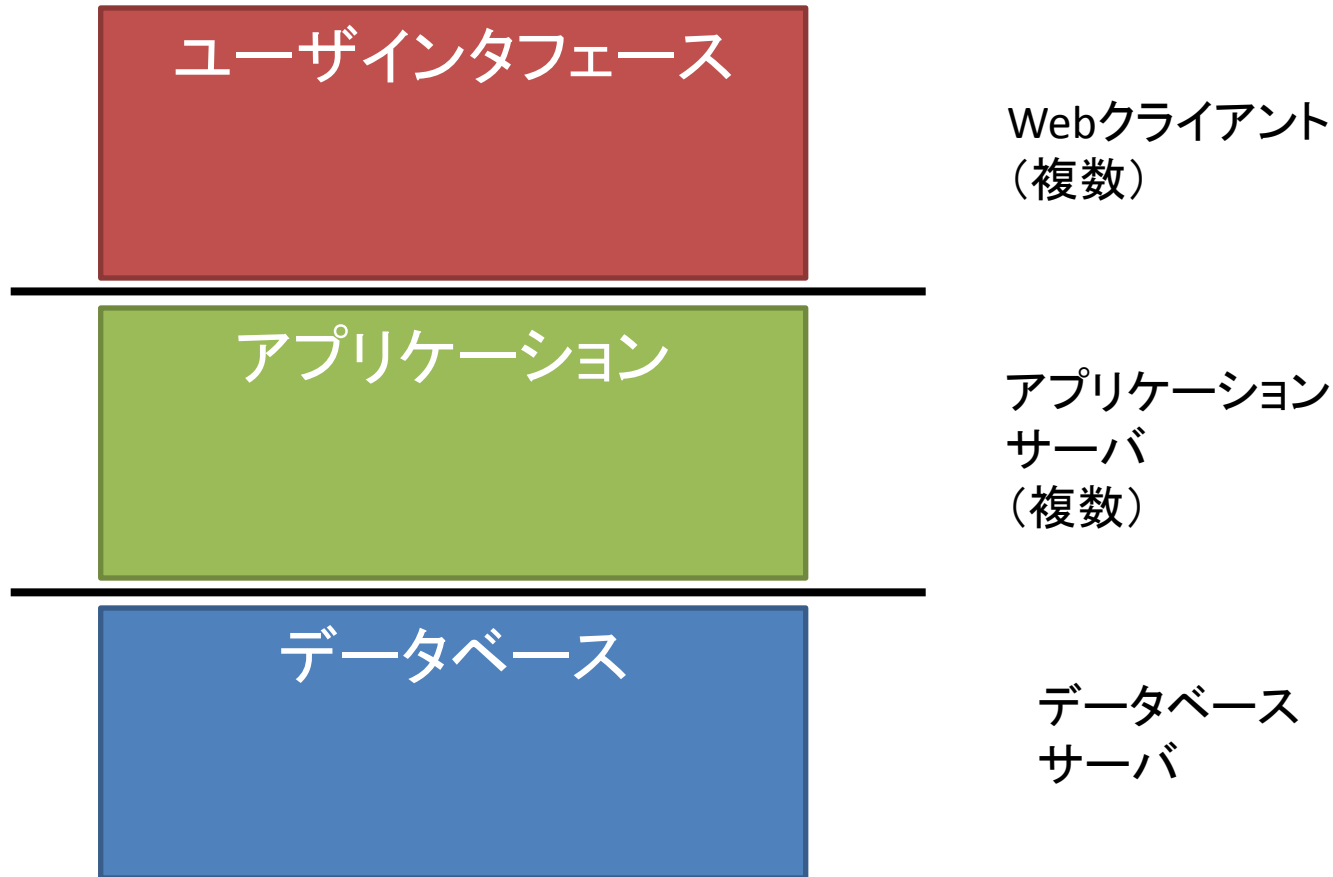 ユーザインタフェース
Webクライアント
（複数）
アプリケーション
アプリケーション
サーバ
（複数）
データベース
データベース
サーバ